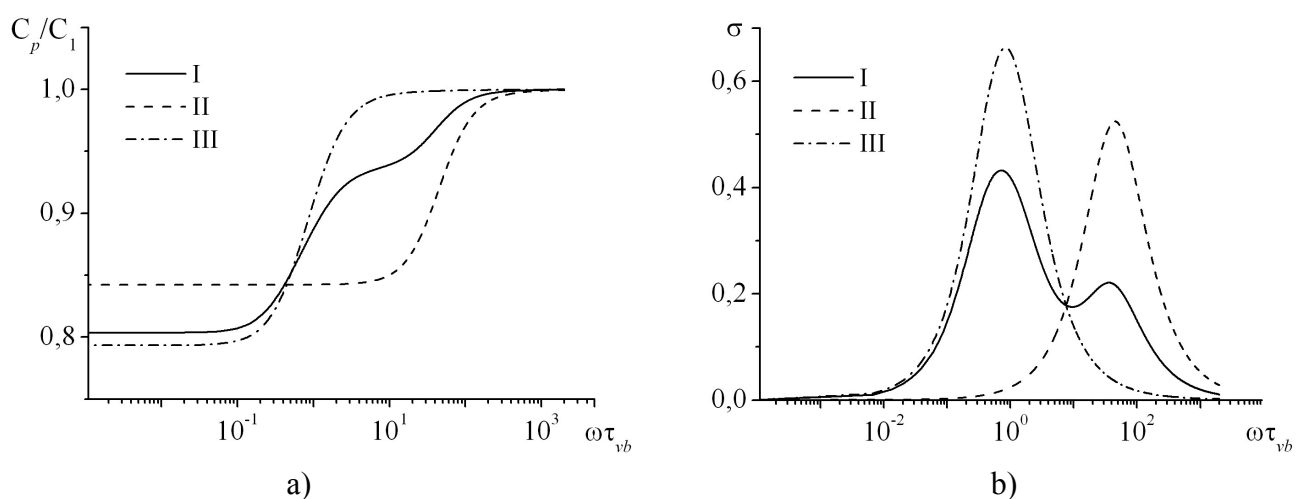 C_p/C_1
1,0
0,9
0,8
I
II
III
10^-1
10^1
10^3
ωτ_vb
a)
σ
0,6
0,4
0,2
0,0
I
II
III
10^-2
10^0
10^2
ωτ_vb
b)